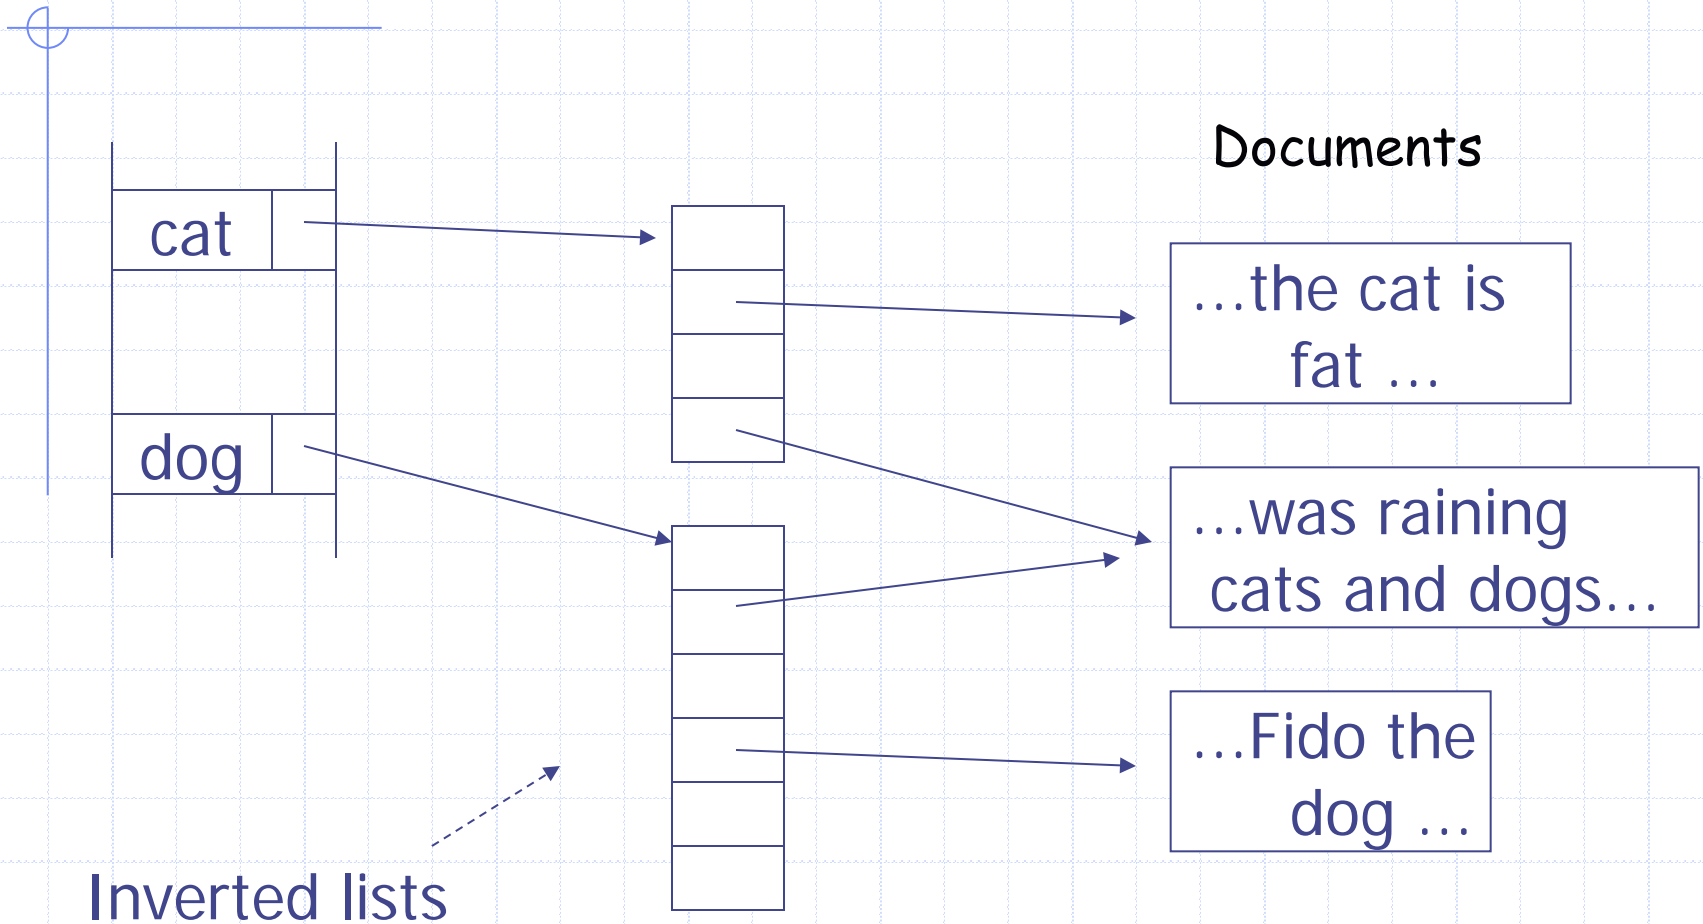 Documents
cat
…the cat is
fat …
dog
…was raining
cats and dogs…
…Fido the
dog …
Inverted lists